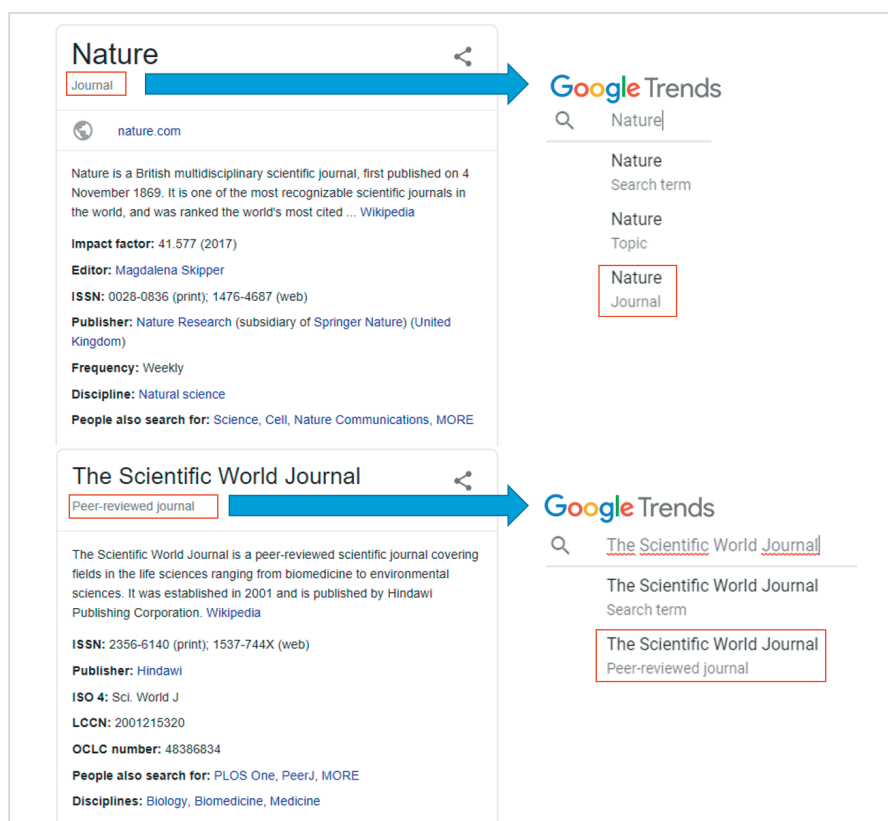 Nature
Journal
nature.com
Nature is a British multidisciplinary scientific journal, first published on 4
November 1869. It is one of the most recognizable scientific journals in
the world, and was ranked the world's most cited ... Wikipedia
Impact factor: 41.577 (2017)
Editor: Magdalena Skipper
ISSN: 0028-0836 (print); 1476-4687 (web)
Publisher: Nature Research (subsidiary of Springer Nature) (United
Kingdom)
Frequency: Weekly
Discipline: Natural science
People also search for: Science, Cell, Nature Communications, MORE
Google Trends
Nature
Nature
Search term
Nature
Topic
Nature
Journal
The Scientific World Journal
Peer-reviewed journal
The Scientific World Journal is a peer-reviewed scientific journal covering
fields in the life sciences ranging from biomedicine to environmental
sciences. It was established in 2001 and is published by Hindawi
Publishing Corporation. Wikipedia
ISSN: 2356-6140 (print); 1537-744X (web)
Publisher: Hindawi
ISO 4: Sci. World J
LCCN: 2001215320
OCLC number: 48386834
People also search for: PLOS One, PeerJ, MORE
Disciplines: Biology, Biomedicine, Medicine
Google Trends
The Scientific World Journal
The Scientific World Journal
Search term
The Scientific World Journal
Peer-reviewed journal